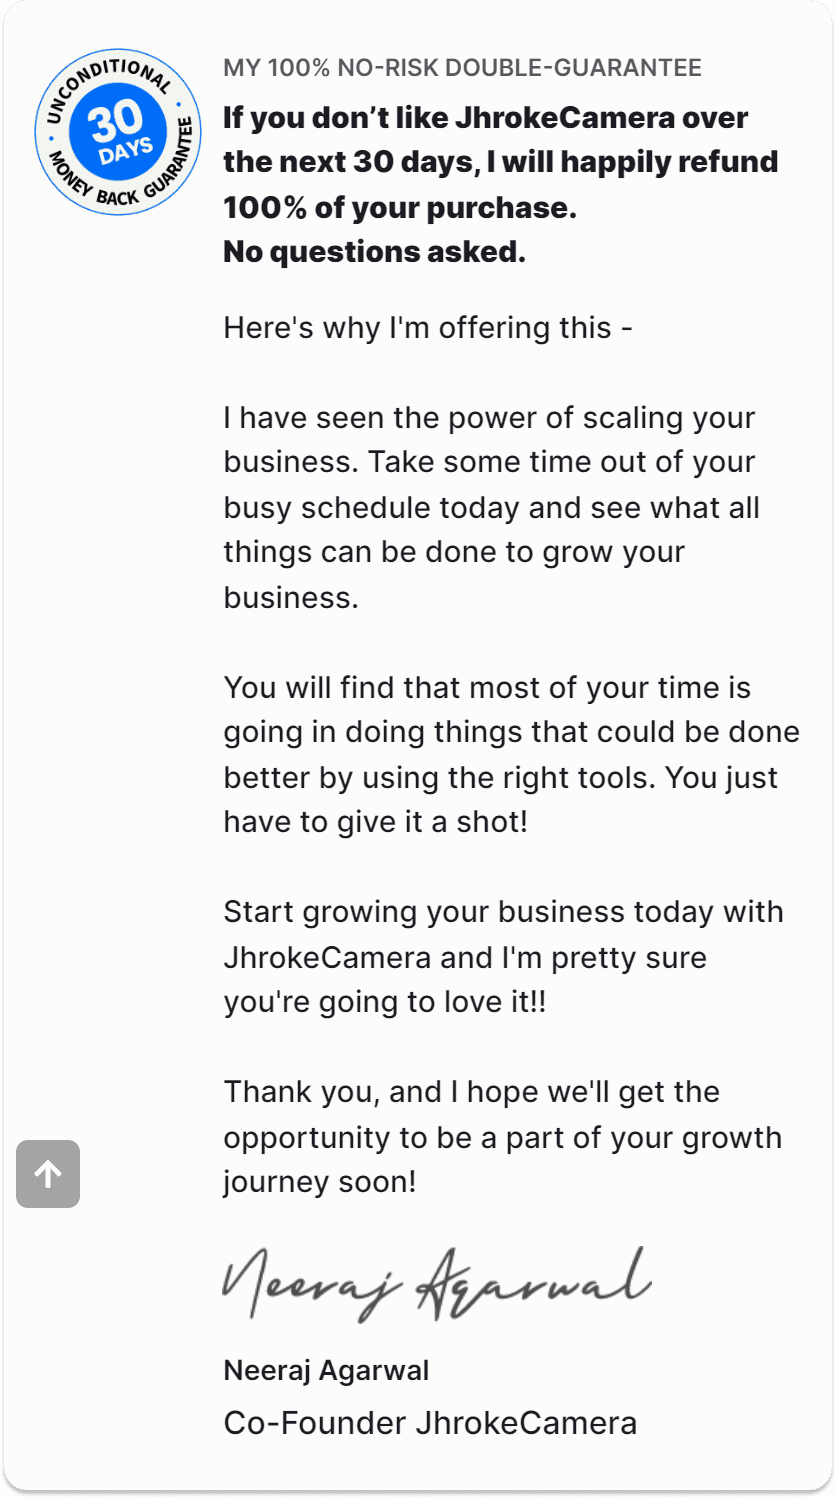 UNCONDITIONAL
30
DAYS
MONEY BACK GUARANTEE
MY 100% NO-RISK DOUBLE-GUARANTEE
If you don’t like JhrokeCamera over
the next 30 days, I will happily refund
100% of your purchase.
No questions asked.
Here's why I'm offering this -
I have seen the power of scaling your
business. Take some time out of your
busy schedule today and see what all
things can be done to grow your
business.
You will find that most of your time is
going in doing things that could be done
better by using the right tools. You just
have to give it a shot!
Start growing your business today with
JhrokeCamera and I'm pretty sure
you're going to love it!!
Thank you, and I hope we'll get the
opportunity to be a part of your growth
journey soon!
Neeraj Agarwal
Neeraj Agarwal
Co-Founder JhrokeCamera